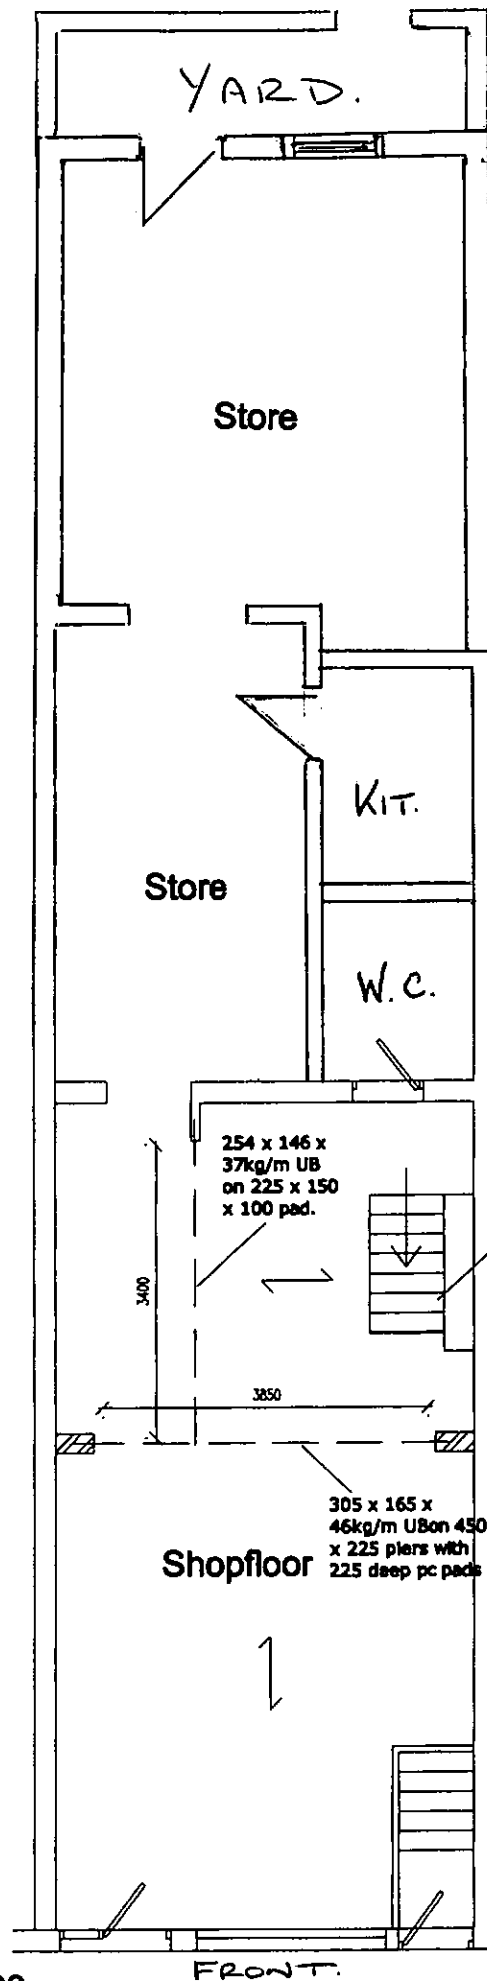 YARD.
Store
KIT.
Store
W.C.
254 x 146 x
37kg/m UB
on 225 x 150
x 100 pad.
3400
3850
305 x 165 x
46kg/m UBon 450
x 225 piers with
225 deep pc pads
Shopfloor
FRONT.